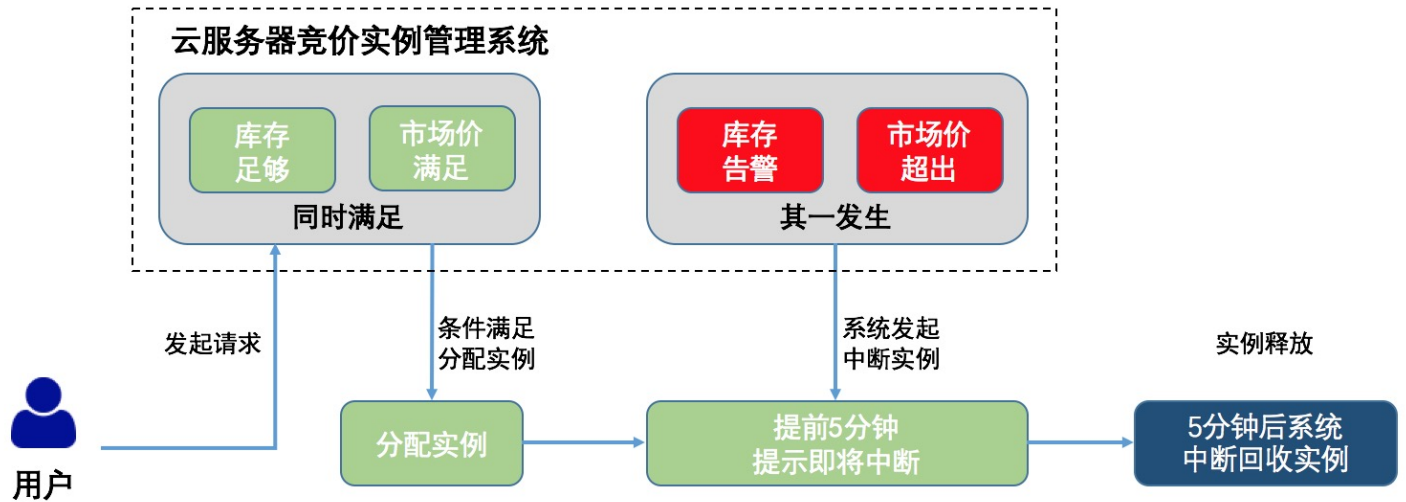 云服务器竞价实例管理系统
库存
足够
市场价
满足
同时满足
库存
告警
市场价
超出
其一发生
发起请求
条件满足
分配实例
系统发起
中断实例
实例释放
用户
分配实例
提前5分钟
提示即将中断
5分钟后系统
中断回收实例